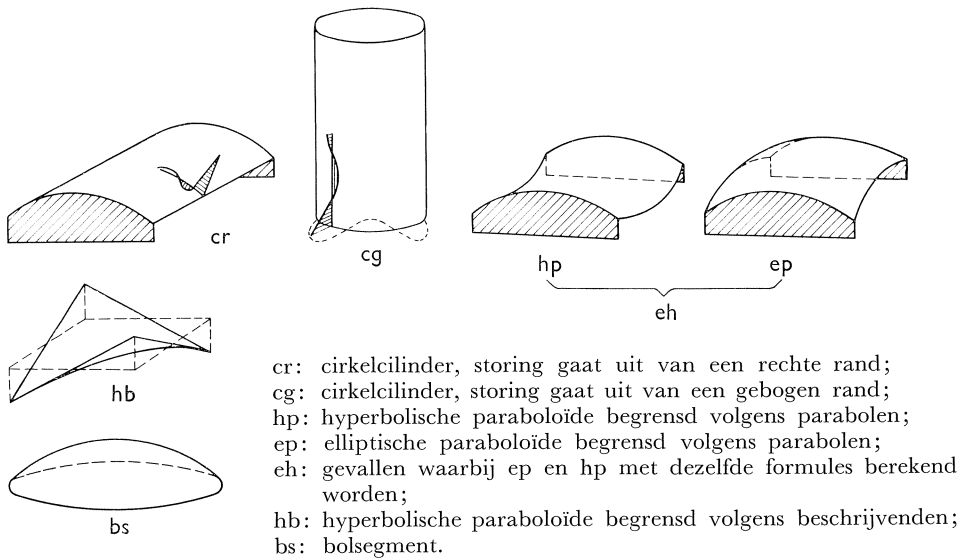 cr
cg
hp
ep
eh
hb
bs
cr: cirkelcilinder, storing gaat uit van een rechte rand;
cg: cirkelcilinder, storing gaat uit van een gebogen rand;
hp: hyperbolische paraboloïde begrensd volgens parabolen;
ep: elliptische paraboloïde begrensd volgens parabolen;
eh: gevallen waarbij ep en hp met dezelfde formules berekend
worden;
hb: hyperbolische paraboloïde begrensd volgens beschrijvenden;
bs: bolsegment.